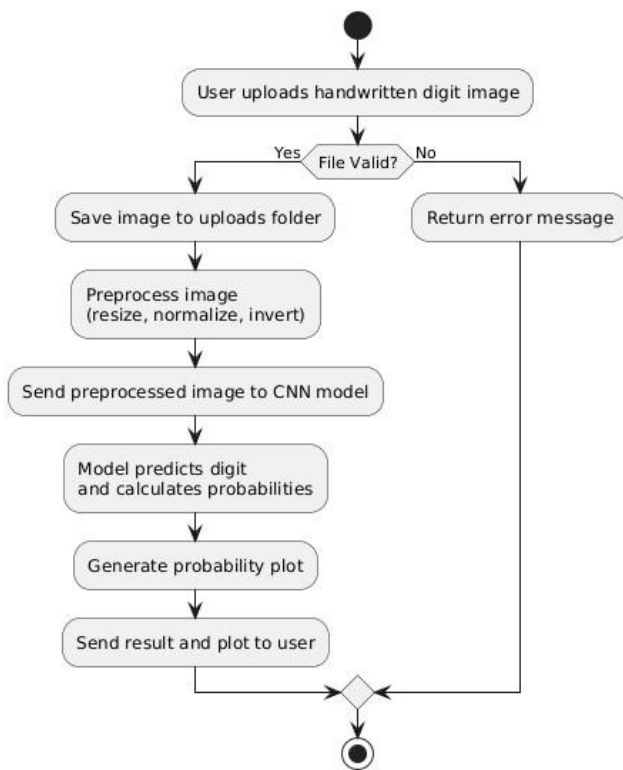 User uploads handwritten digit image
File Valid?
Yes
No
Save image to uploads folder
Return error message
Preprocess image
(resize, normalize, invert)
Send preprocessed image to CNN model
Model predicts digit
and calculates probabilities
Generate probability plot
Send result and plot to user